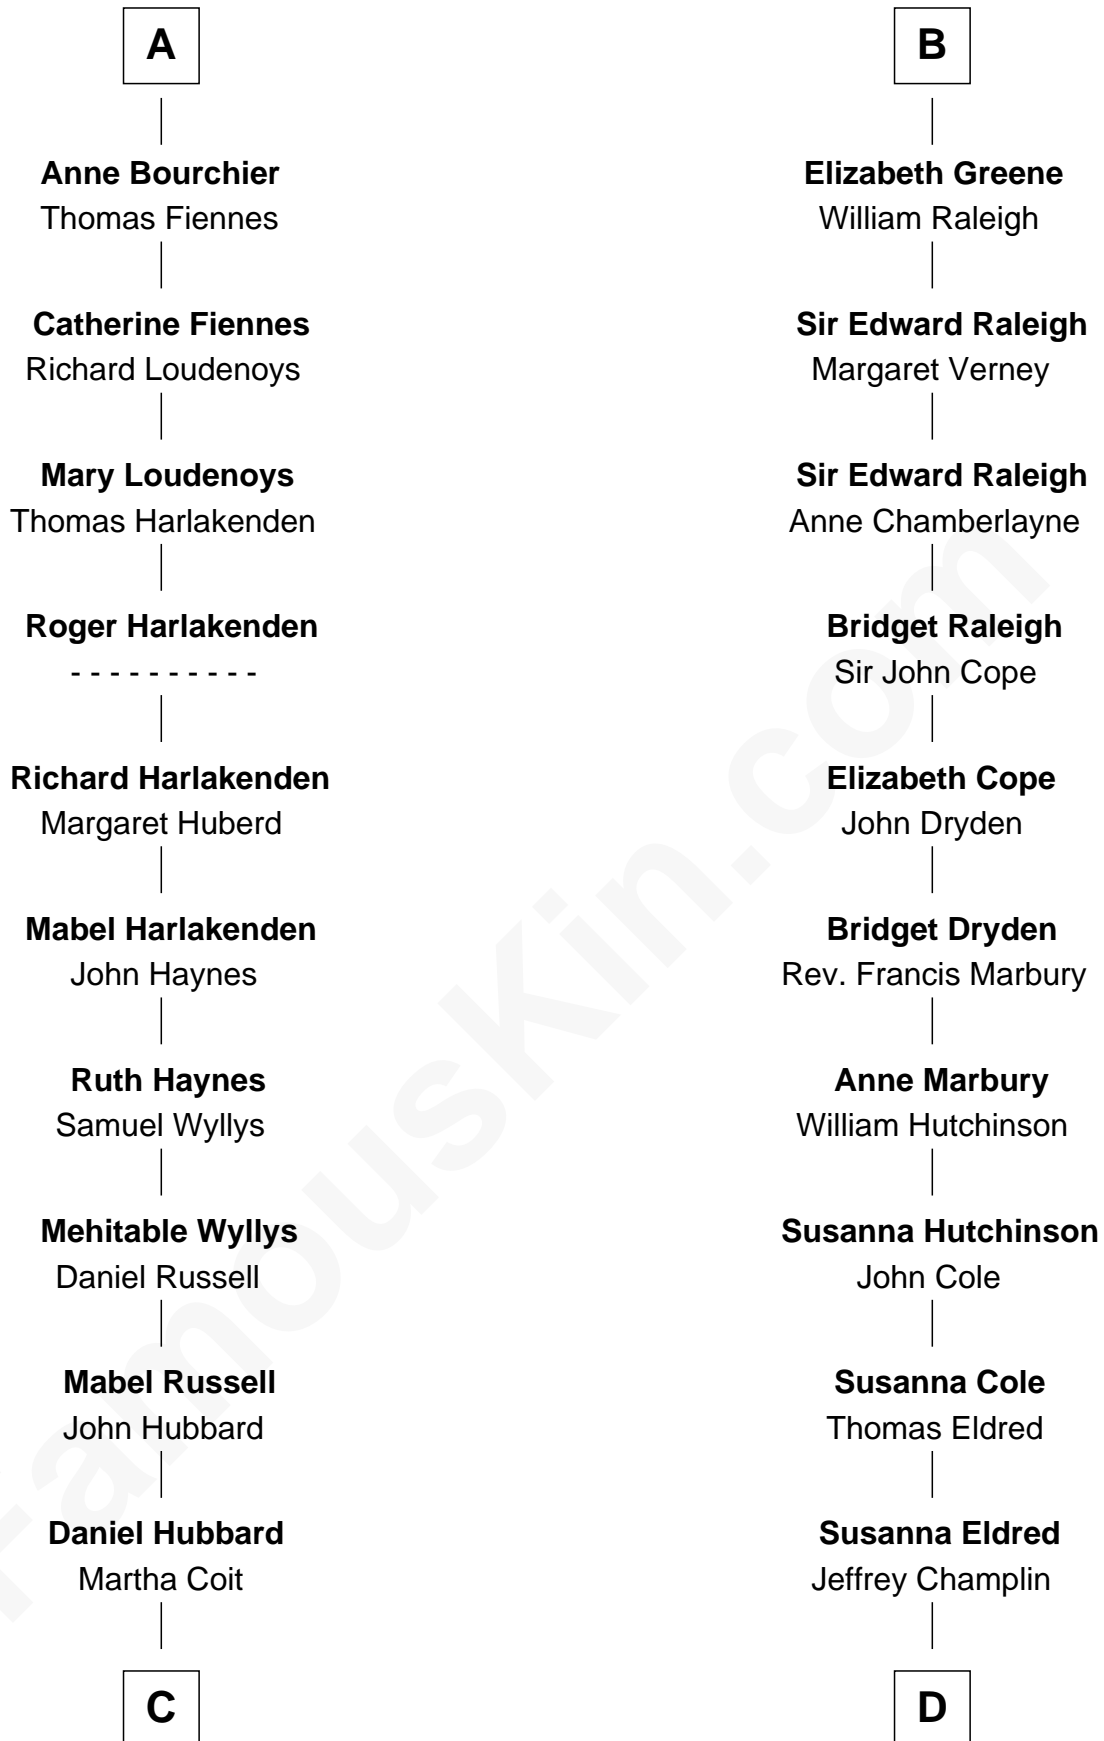 A
Anne Bourchier
Thomas Fiennes
Catherine Fiennes
Richard Loudenoys
Mary Loudenoys
Thomas Harlakenden
Roger Harlakenden
- - - - - - - - - -
Richard Harlakenden
Margaret Huberd
Mabel Harlakenden
John Haynes
Ruth Haynes
Samuel Wyllys
Mehitable Wyllys
Daniel Russell
Mabel Russell
John Hubbard
Daniel Hubbard
Martha Coit
C
B
Elizabeth Greene
William Raleigh
Sir Edward Raleigh
Margaret Verney
Sir Edward Raleigh
Anne Chamberlayne
Bridget Raleigh
Sir John Cope
Elizabeth Cope
John Dryden
Bridget Dryden
Rev. Francis Marbury
Anne Marbury
William Hutchinson
Susanna Hutchinson
John Cole
Susanna Cole
Thomas Eldred
Susanna Eldred
Jeffrey Champlin
D
FamousKin.com